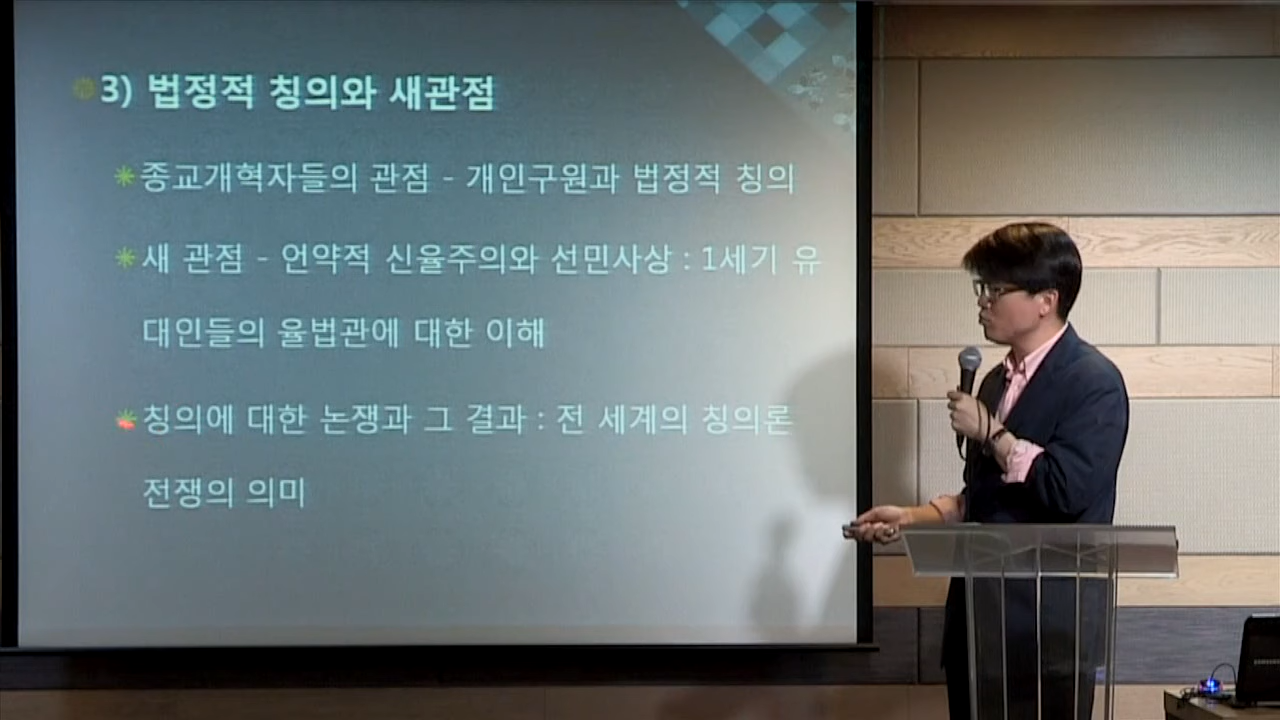 3) 법정적 칭의와 새관점
종교개혁자들의 관점 - 개인구원과 법정적 칭의
새 관점 - 언약적 신율주의와 선민사상 : 1세기 유
대인들의 율법관에 대한 이해
칭의에 대한 논쟁과 그 결과 : 전 세계의 칭의론
전쟁의 의미